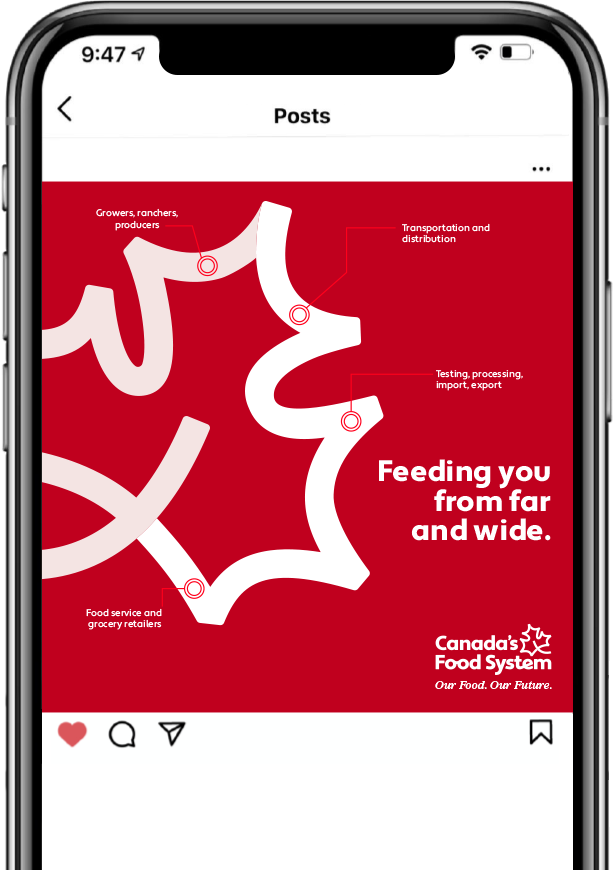 9:47
Posts
Growers, ranchers,
producers
Transportation and
distribution
Testing, processing,
import, export
Feeding you
from far
and wide.
Food service and
grocery retailers
Canada's
Food System
Our Food. Our Future.